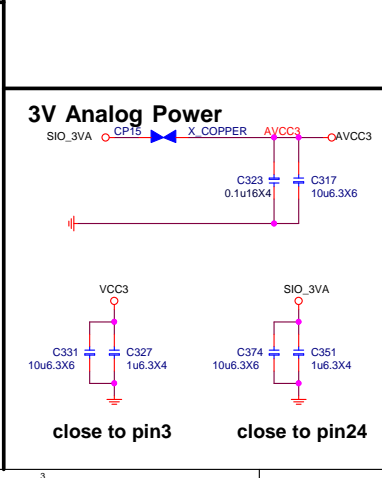 3V Analog Power
SIO_3VA CP15 X_COPPER AVCC3 AVCC3
C323 C317
0.1u16X4 10u6.3X6
VCC3 SIO_3VA
C331 C327 C374 C351
10u6.3X6 1u6.3X4 10u6.3X6 1u6.3X4
close to pin3 close to pin24
3